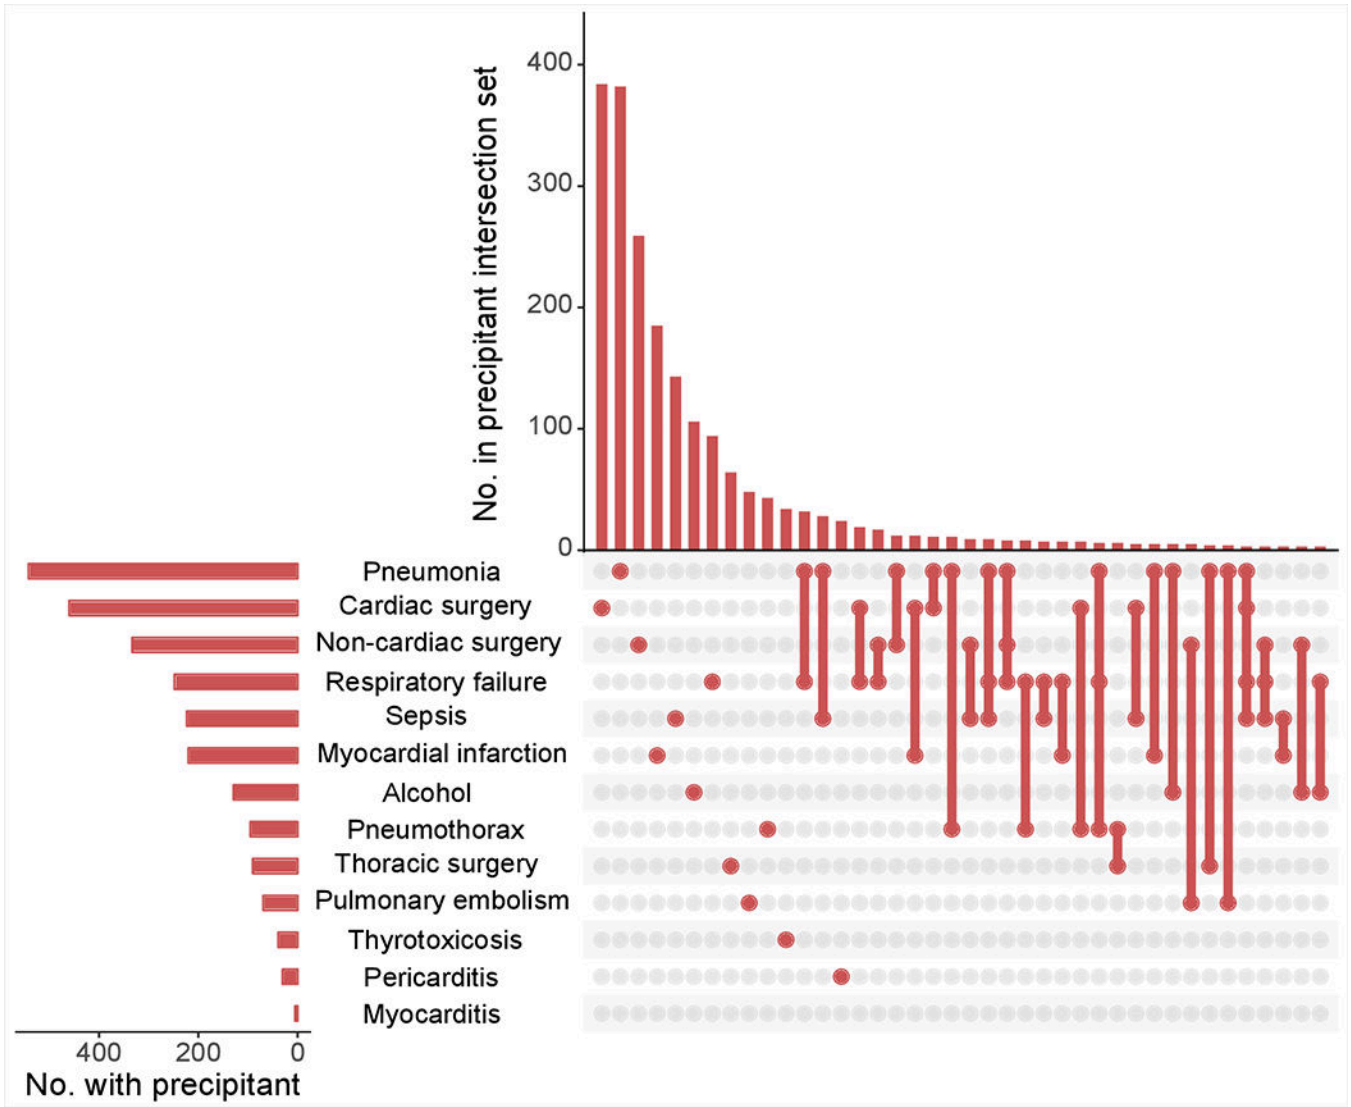 No. in precipitant intersection set
400
300
200
100
0
Pneumonia
Cardiac surgery
Non-cardiac surgery
Respiratory failure
Sepsis
Myocardial infarction
Alcohol
Pneumothorax
Thoracic surgery
Pulmonary embolism
Thyrotoxicosis
Pericarditis
Myocarditis
400 200 0
No. with precipitant